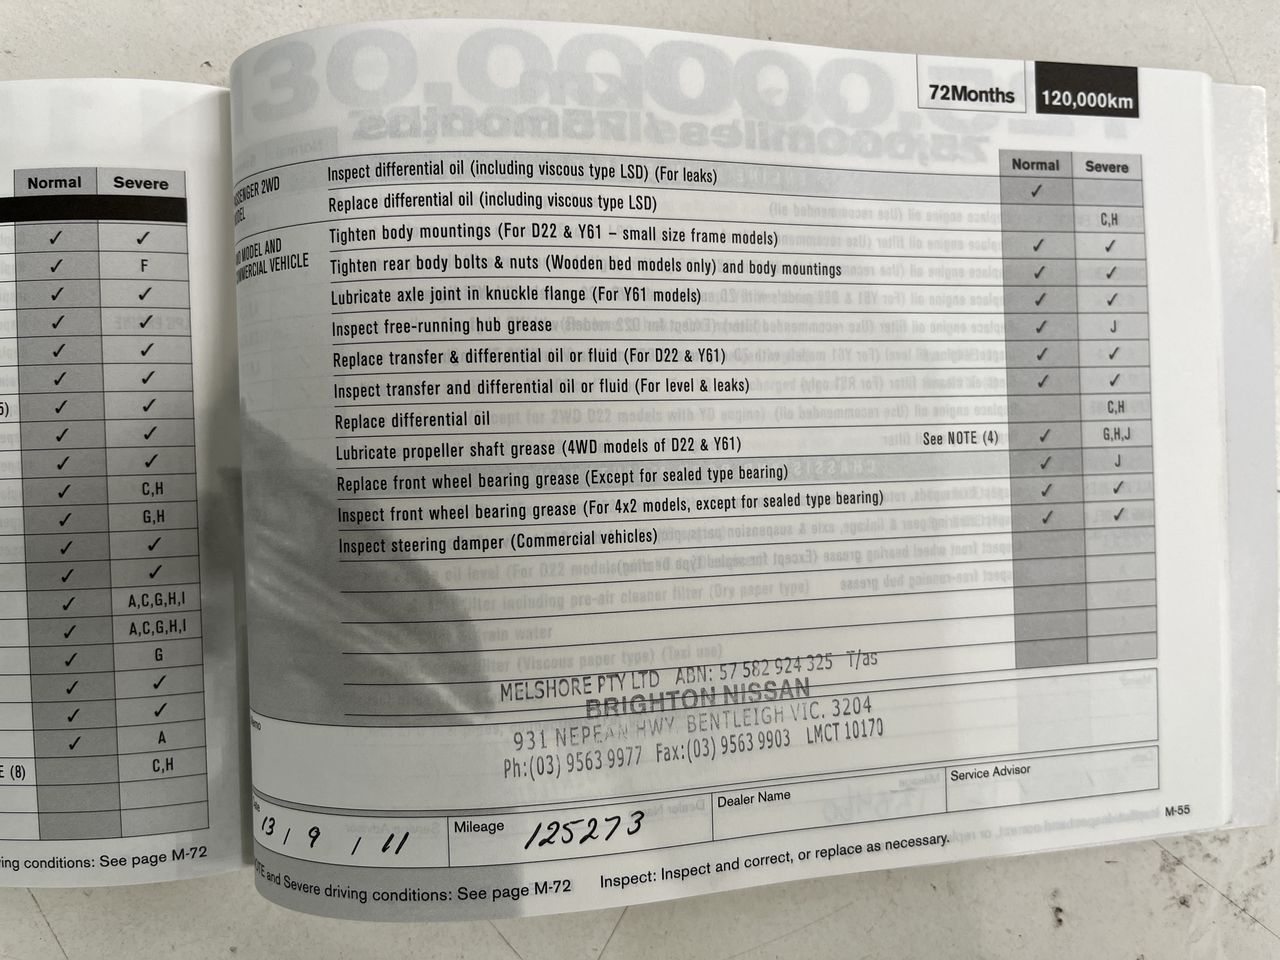 72Months 120,000km
Normal Severe
Normal Severe
Inspect differential oil (including viscous type LSD) (For leaks) ✓
Replace differential oil (including viscous type LSD) C,H
Tighten body mountings (For D22 & Y61 – small size frame models) ✓ ✓
Tighten rear body bolts & nuts (Wooden bed models only) and body mountings ✓ ✓
Lubricate axle joint in knuckle flange (For Y61 models) ✓ ✓
Inspect free-running hub grease ✓ J
Replace transfer & differential oil or fluid (For D22 & Y61) ✓ ✓
Inspect transfer and differential oil or fluid (For level & leaks) ✓ ✓
Replace differential oil C,H
Lubricate propeller shaft grease (4WD models of D22 & Y61) See NOTE (4) ✓ G,H,J
Replace front wheel bearing grease (Except for sealed type bearing) ✓ J
Inspect front wheel bearing grease (For 4x2 models, except for sealed type bearing) ✓ ✓
Inspect steering damper (Commercial vehicles) ✓ ✓
2WD
MODEL AND
VEHICLE
✓ ✓
✓ F
✓ ✓
✓ ✓
✓ ✓
✓ ✓
5) ✓ ✓
✓ ✓
✓ ✓
✓ C,H
✓ G,H
✓ ✓
✓ ✓
✓ A,C,G,H,I
✓ A,C,G,H,I
✓ G
✓ ✓
✓ ✓
✓ A
(8) C,H
conditions: See page M-72
MELSHORE PTY LTD ABN: 57 582 924 325 T/as
BRIGHTON NISSAN
931 NEPEAN HWY. BENTLEIGH VIC. 3204
Ph:(03) 9563 9977 Fax:(03) 9563 9903 LMCT 10170
13 / 9 / 11 Mileage 125273 Dealer Name Service Advisor
M-55
and Severe driving conditions: See page M-72 Inspect: Inspect and correct, or replace as necessary.